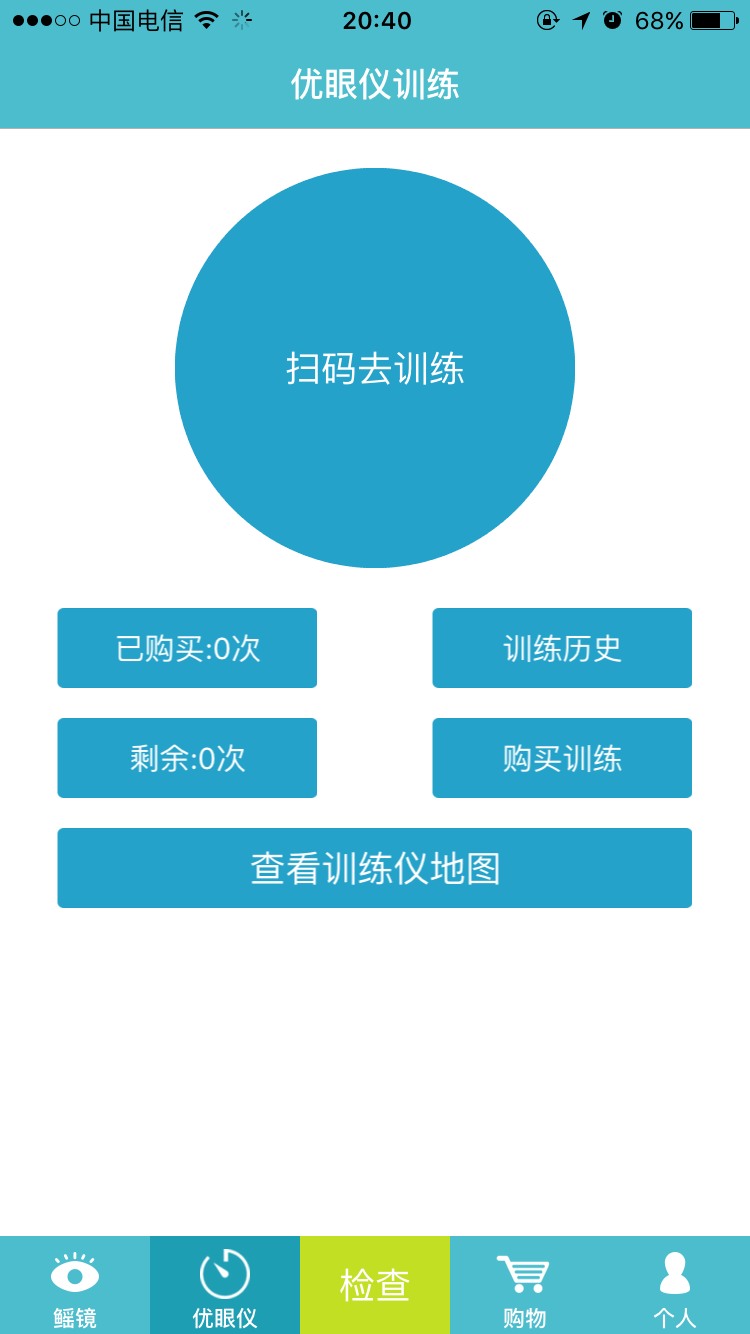 中国电信 20:40 68%
优眼仪训练
扫码去训练
已购买:0次 训练历史
剩余:0次 购买训练
查看训练仪地图
检查
鳐镜 优眼仪 购物 个人